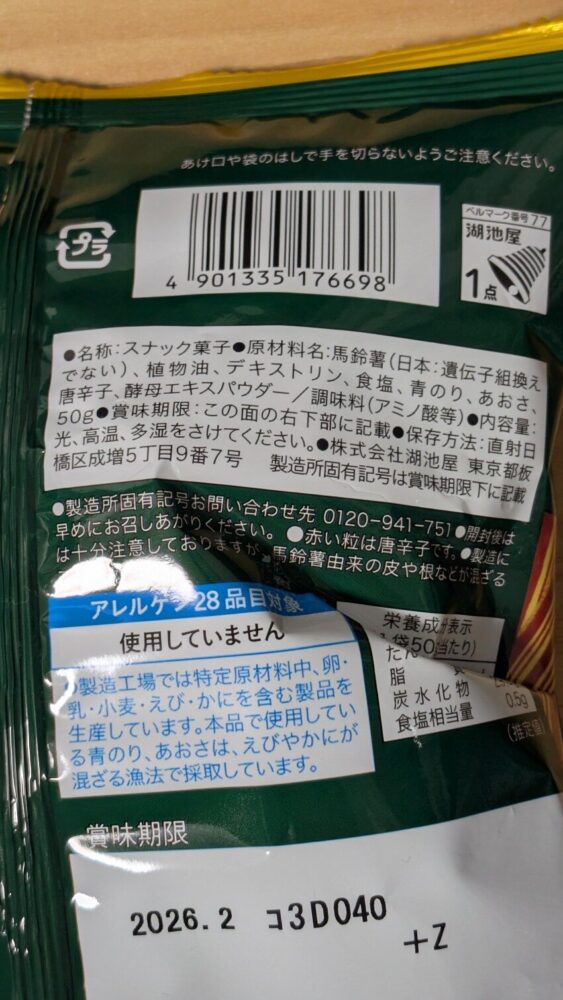 あけ口や袋のはしで手を切らないようご注意ください。
プラ
4 901335 176698
ベルマーク番号 77
湖池屋
1点
●名称:スナック菓子●原材料名:馬鈴薯(日本:遺伝子組換え
でない)、植物油、デキストリン、食塩、青のり、あおさ、
唐辛子、酵母エキスパウダー/調味料(アミノ酸等)●内容量:
50g●賞味期限:この面の右下部に記載●保存方法:直射日
光、高温、多湿をさけてください。●株式会社湖池屋 東京都板
橋区成増5丁目9番7号 製造所固有記号は賞味期限下に記載
●製造所固有記号お問い合わせ先 0120-941-751●開封後は
早めにお召しあがりください。 ●赤い粒は唐辛子です。●製造に
は十分注意しておりますが、馬鈴薯由来の皮や根などが混ざる
アレルゲン28品目対象
使用していません
●製造工場では特定原材料中、卵・
乳・小麦・えび・かにを含む製品を
生産しています。本品で使用してい
る青のり、あおさは、えびやかにが
混ざる漁法で採取しています。
栄養成 表示
袋50 当たり)
たん
脂
炭水化物
食塩相当量 0.5g
(推定値)
賞味期限
2026.2 コ3D040
+Z